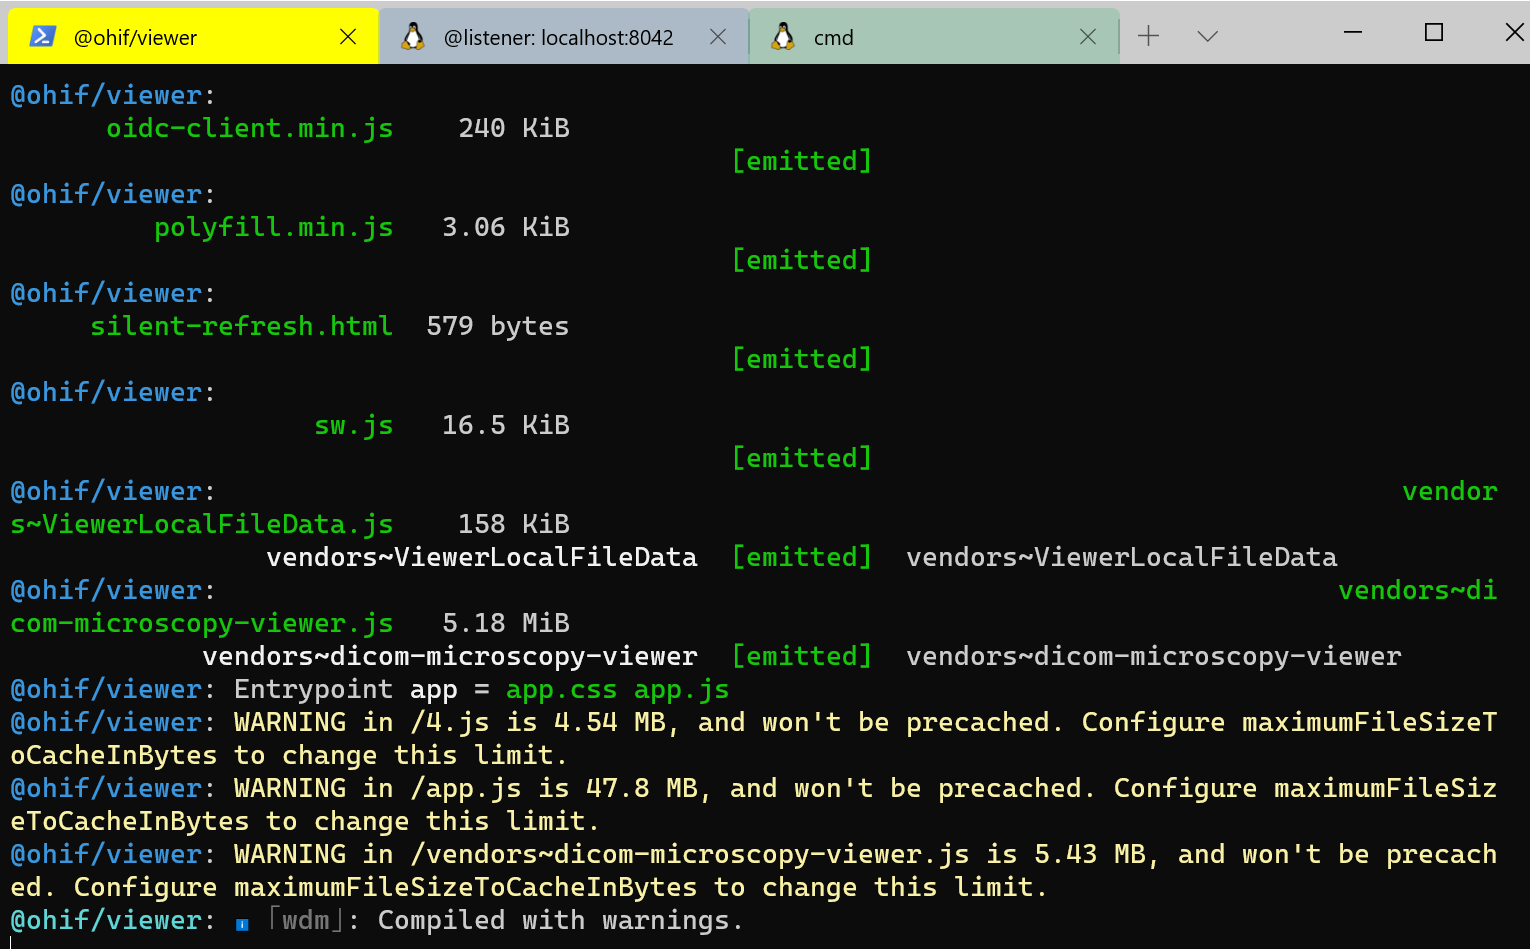 @ohif/viewer
@listener: localhost:8042
cmd
@ohif/viewer:
oidc-client.min.js 240 KiB
[emitted]
@ohif/viewer:
polyfill.min.js 3.06 KiB
[emitted]
@ohif/viewer:
silent-refresh.html 579 bytes
[emitted]
@ohif/viewer:
sw.js 16.5 KiB
[emitted]
@ohif/viewer: vendor
s~ViewerLocalFileData.js 158 KiB
vendors~ViewerLocalFileData [emitted] vendors~ViewerLocalFileData
@ohif/viewer: vendors~di
com-microscopy-viewer.js 5.18 MiB
vendors~dicom-microscopy-viewer [emitted] vendors~dicom-microscopy-viewer
@ohif/viewer: Entrypoint app = app.css app.js
@ohif/viewer: WARNING in /4.js is 4.54 MB, and won't be precached. Configure maximumFileSizeT
oCacheInBytes to change this limit.
@ohif/viewer: WARNING in /app.js is 47.8 MB, and won't be precached. Configure maximumFileSiz
eToCacheInBytes to change this limit.
@ohif/viewer: WARNING in /vendors~dicom-microscopy-viewer.js is 5.43 MB, and won't be precach
ed. Configure maximumFileSizeToCacheInBytes to change this limit.
@ohif/viewer: ℹ 「wdm」: Compiled with warnings.